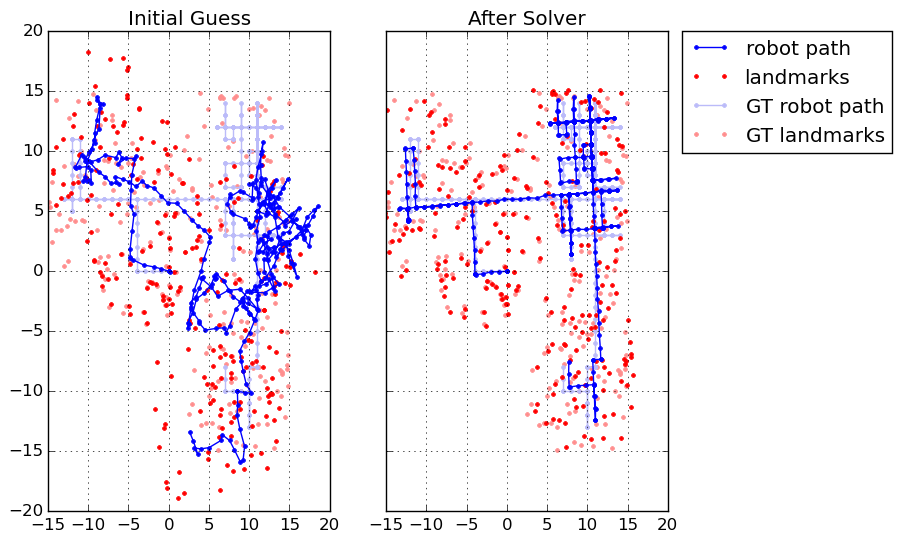 Initial Guess
After Solver
20
15
10
5
0
−5
−10
−15
−20
−15 −10 −5 0 5 10 15 20
−15 −10 −5 0 5 10 15 20
robot path
landmarks
GT robot path
GT landmarks